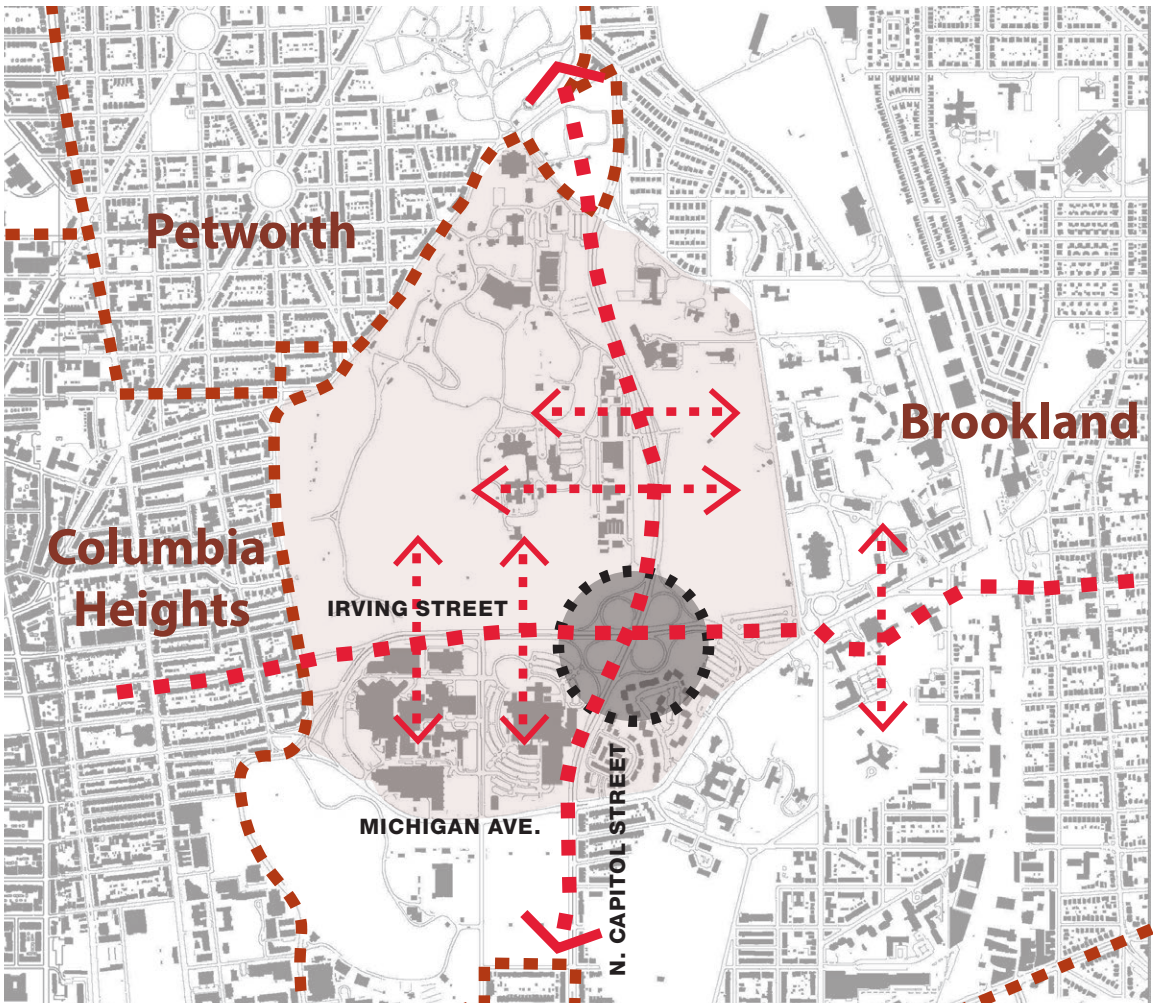 Petworth
Brookland
Columbia
Heights
IRVING STREET
MICHIGAN AVE.
N. CAPITOL STREET